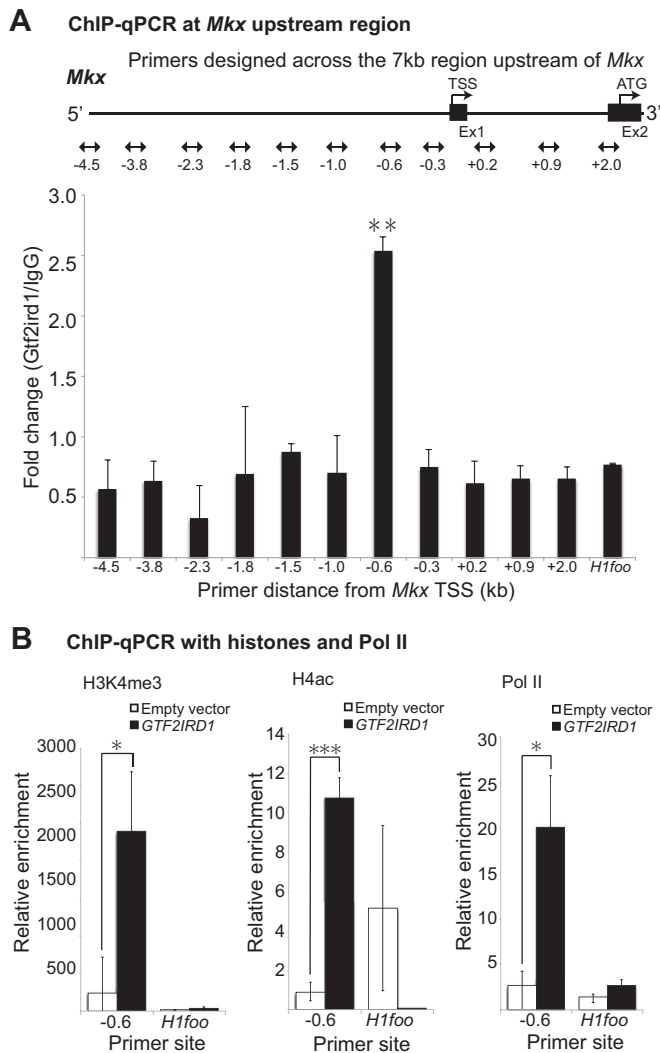 A ChIP-qPCR at Mkx upstream region
Primers designed across the 7kb region upstream of Mkx
Mkx
TSS ATG
5’ 3’
Ex1 Ex2
-4.5 -3.8 -2.3 -1.8 -1.5 -1.0 -0.6 -0.3 +0.2 +0.9 +2.0
Fold change (Gtf2ird1/IgG)
3.0
2.5
2.0
1.5
1.0
0.5
**
-4.5 -3.8 -2.3 -1.8 -1.5 -1.0 -0.6 -0.3 +0.2 +0.9 +2.0 H1foo
Primer distance from Mkx TSS (kb)
B ChIP-qPCR with histones and Pol II
H3K4me3
Empty vector
GTF2IRD1
Relative enrichment
3000
2500
2000
1500
1000
500
*
-0.6 H1foo
Primer site
H4ac
Empty vector
GTF2IRD1
Relative enrichment
14
12
10
8
6
4
2
***
-0.6 H1foo
Primer site
Pol II
Empty vector
GTF2IRD1
Relative enrichment
30
25
20
15
10
5
*
-0.6 H1foo
Primer site